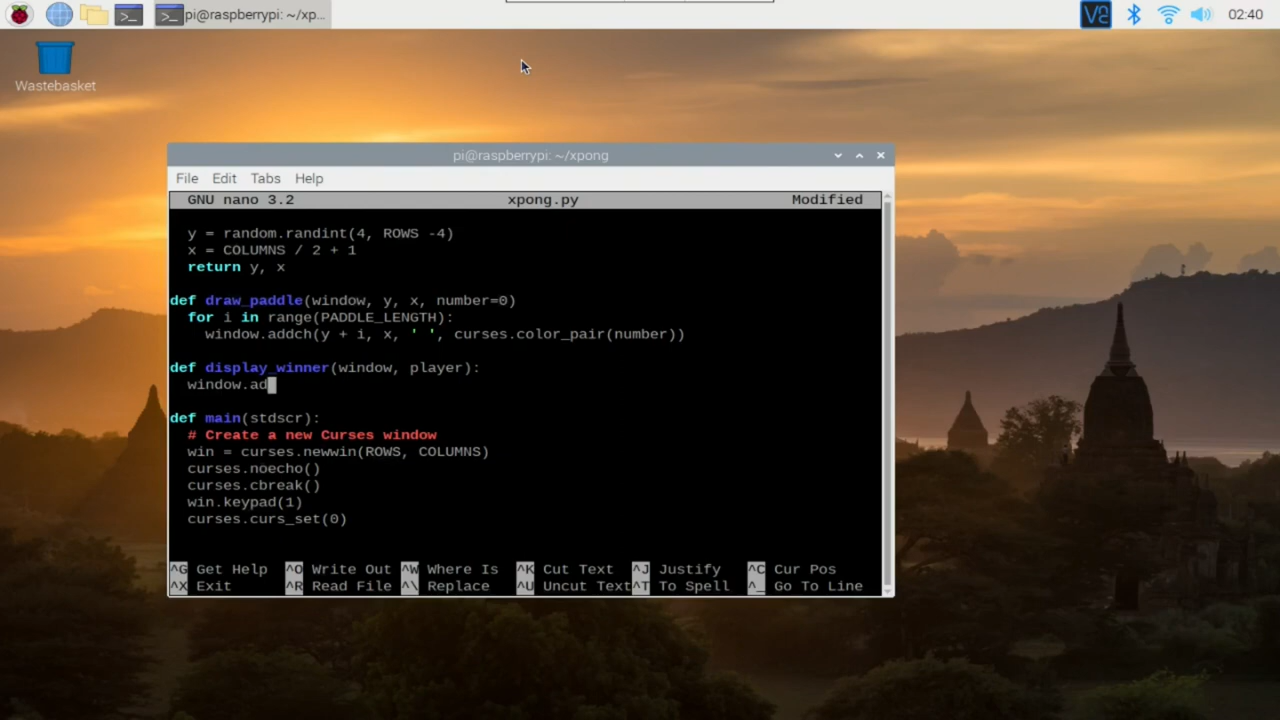 pi@raspberrypi: ~/xp...
VNC
02:40
Wastebasket
pi@raspberrypi: ~/xpong
File Edit Tabs Help
GNU nano 3.2 xpong.py Modified
y = random.randint(4, ROWS -4)
x = COLUMNS / 2 + 1
return y, x
def draw_paddle(window, y, x, number=0)
for i in range(PADDLE_LENGTH):
window.addch(y + i, x, ' ', curses.color_pair(number))
def display_winner(window, player):
window.ad
def main(stdscr):
# Create a new Curses window
win = curses.newwin(ROWS, COLUMNS)
curses.noecho()
curses.cbreak()
win.keypad(1)
curses.curs_set(0)
^G Get Help ^O Write Out ^W Where Is ^K Cut Text ^J Justify ^C Cur Pos
^X Exit ^R Read File ^\ Replace ^U Uncut Text ^T To Spell ^_ Go To Line